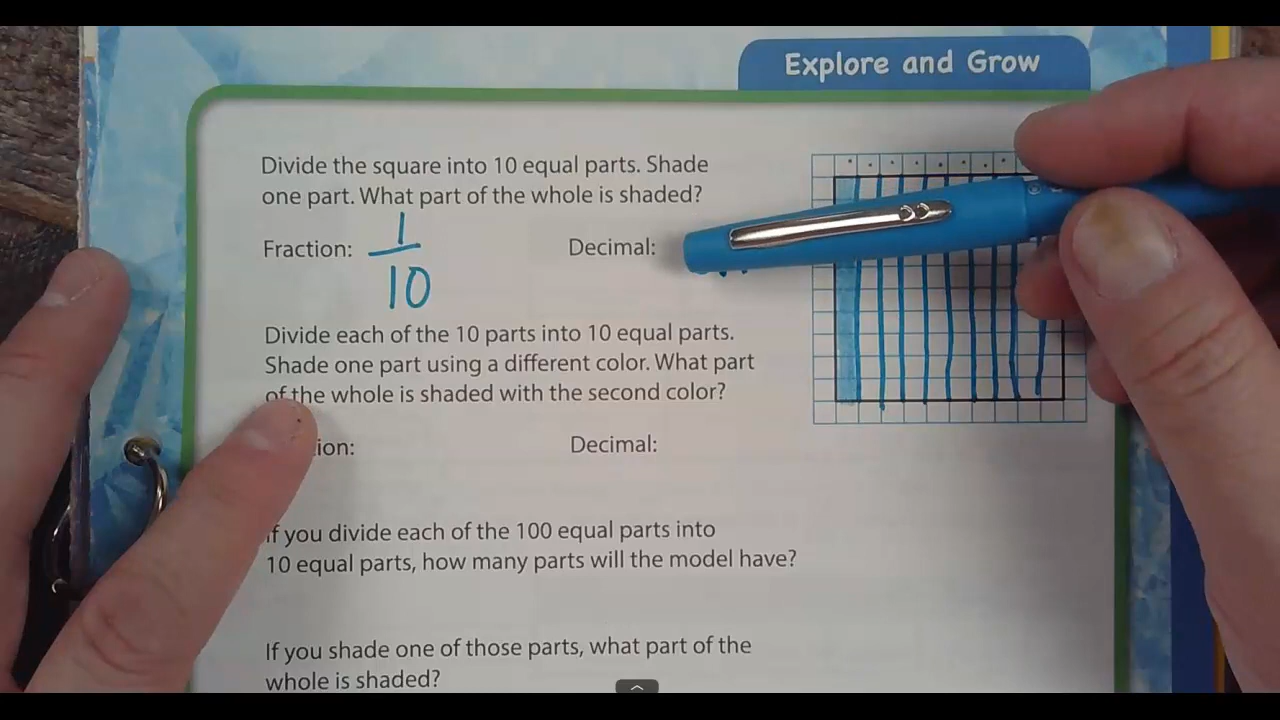 Explore and Grow
Divide the square into 10 equal parts. Shade
one part. What part of the whole is shaded?
Fraction: 1/10
Decimal:
Divide each of the 10 parts into 10 equal parts.
Shade one part using a different color. What part
of the whole is shaded with the second color?
Decimal:
If you divide each of the 100 equal parts into
10 equal parts, how many parts will the model have?
If you shade one of those parts, what part of the
whole is shaded?